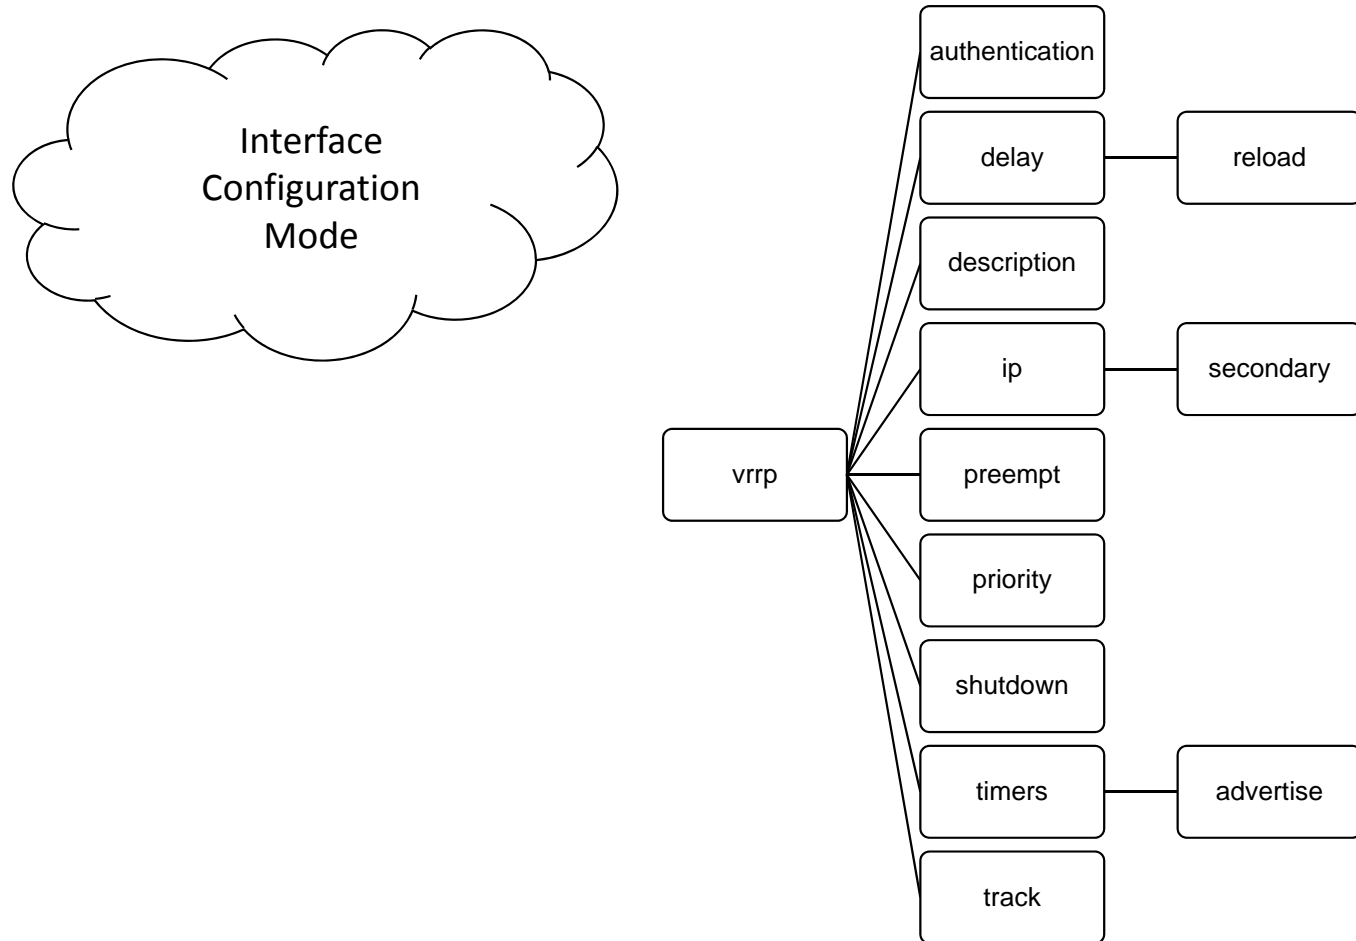 Interface
Configuration
Mode
authentication
delay
reload
description
ip
secondary
vrrp
preempt
priority
shutdown
timers
advertise
track